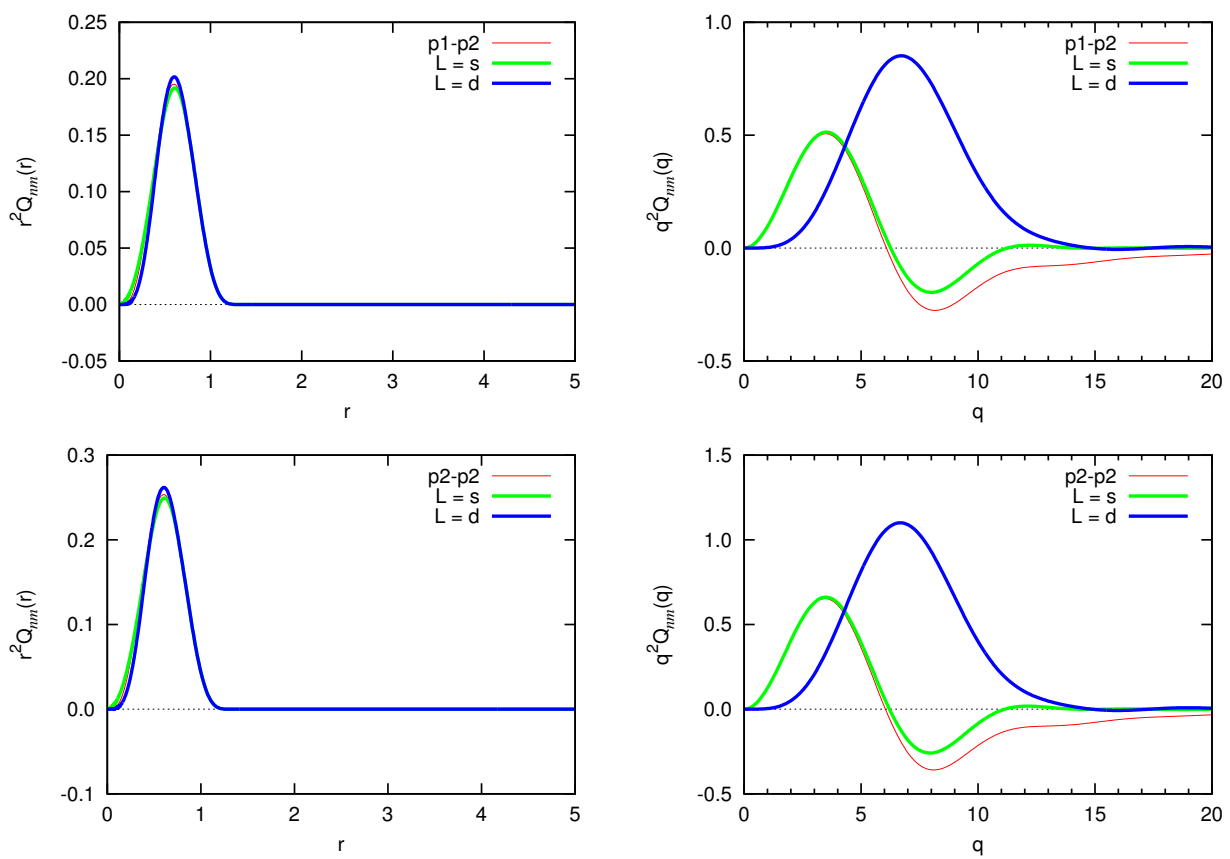 0.25
0.20
0.15
0.10
0.05
0.00
-0.05
r²Qnm(r)
p1-p2
L = s
L = d
0 1 2 3 4 5
r
1.0
0.5
0.0
-0.5
q²Qnm(q)
p1-p2
L = s
L = d
0 5 10 15 20
q
0.3
0.2
0.1
0.0
-0.1
r²Qnm(r)
p2-p2
L = s
L = d
0 1 2 3 4 5
r
1.5
1.0
0.5
0.0
-0.5
q²Qnm(q)
p2-p2
L = s
L = d
0 5 10 15 20
q